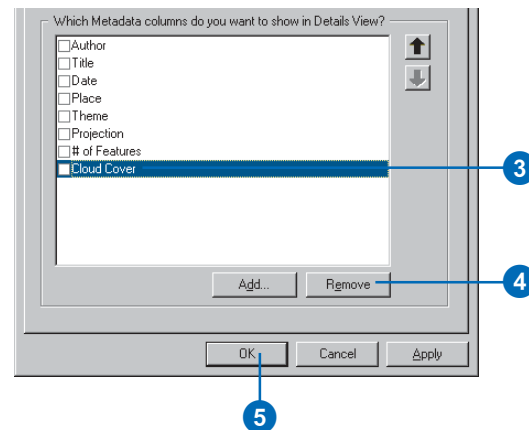 Which Metadata columns do you want to show in Details View?
Author
Title
Date
Place
Theme
Projection
# of Features
Cloud Cover
3
Add...
Remove
4
OK
Cancel
Apply
5